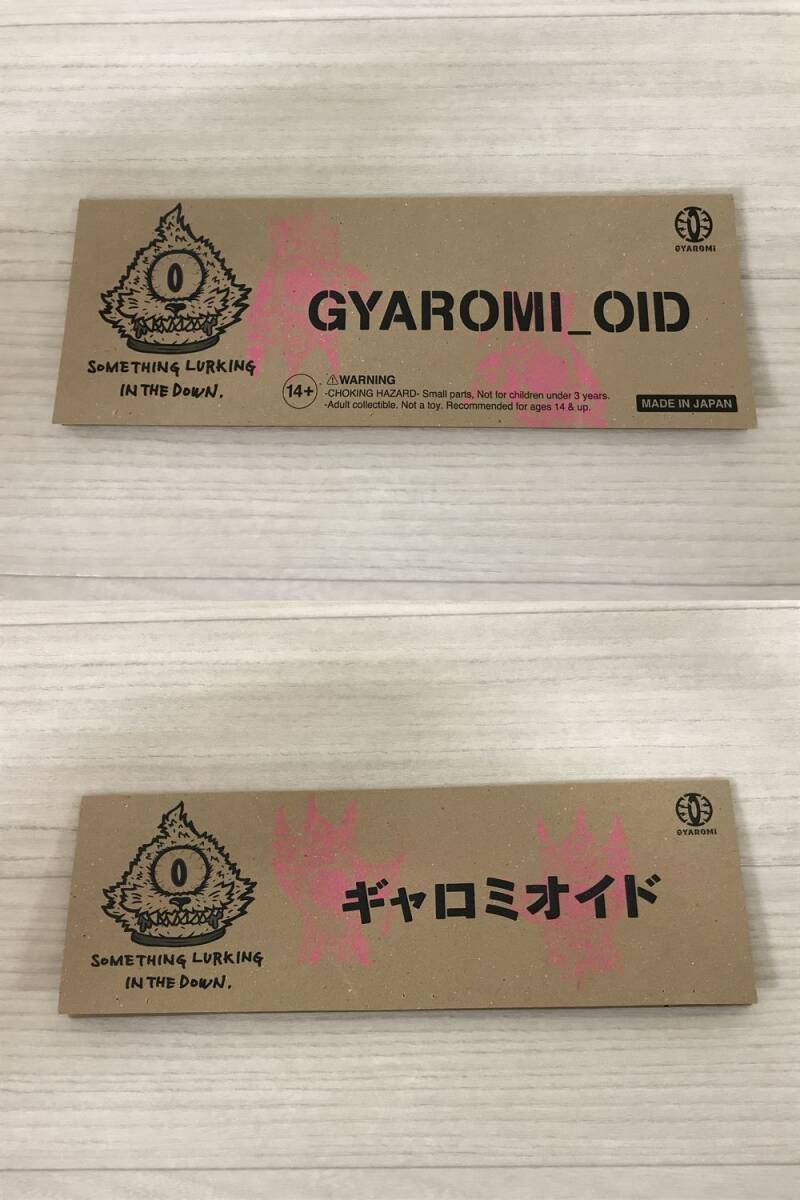 GYAROMI
GYAROMI_OID
SOMETHING LURKING
IN THE DOWN.
14+
⚠WARNING
-CHOKING HAZARD- Small parts, Not for children under 3 years.
-Adult collectible. Not a toy. Recommended for ages 14 & up.
MADE IN JAPAN
GYAROMI
ギャロミオイド
SOMETHING LURKING
IN THE DOWN.